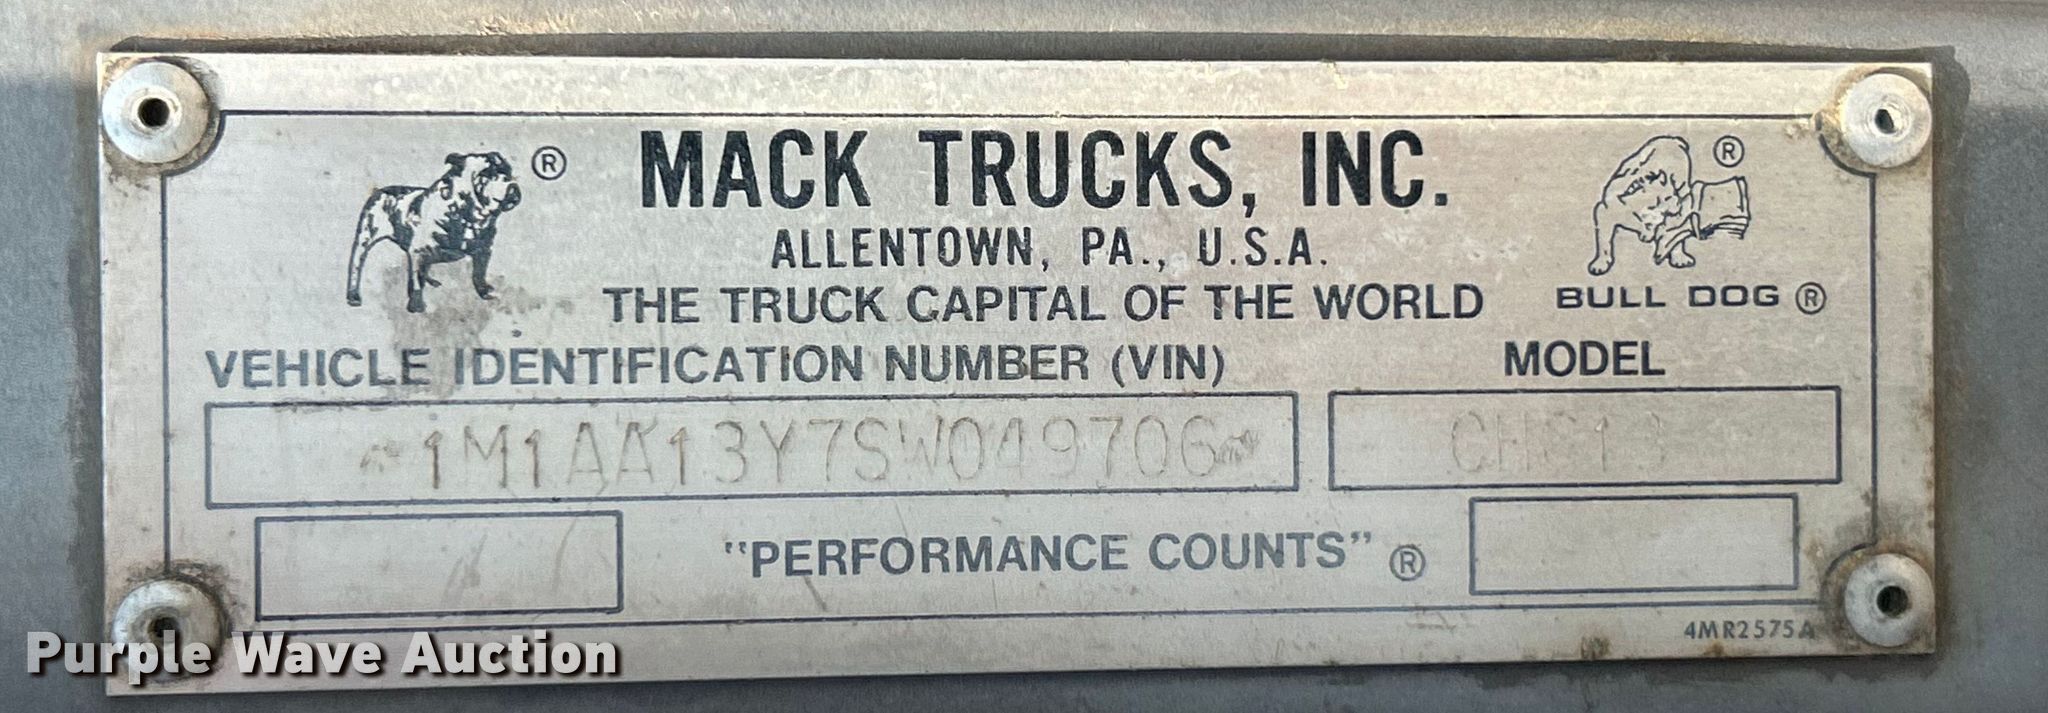 MACK TRUCKS, INC.
ALLENTOWN, PA., U.S.A.
THE TRUCK CAPITAL OF THE WORLD
®
®
BULL DOG ®
VEHICLE IDENTIFICATION NUMBER (VIN)
MODEL
1M1AA13Y7SW049706
CH613
"PERFORMANCE COUNTS" ®
4MR2575A
Purple Wave Auction